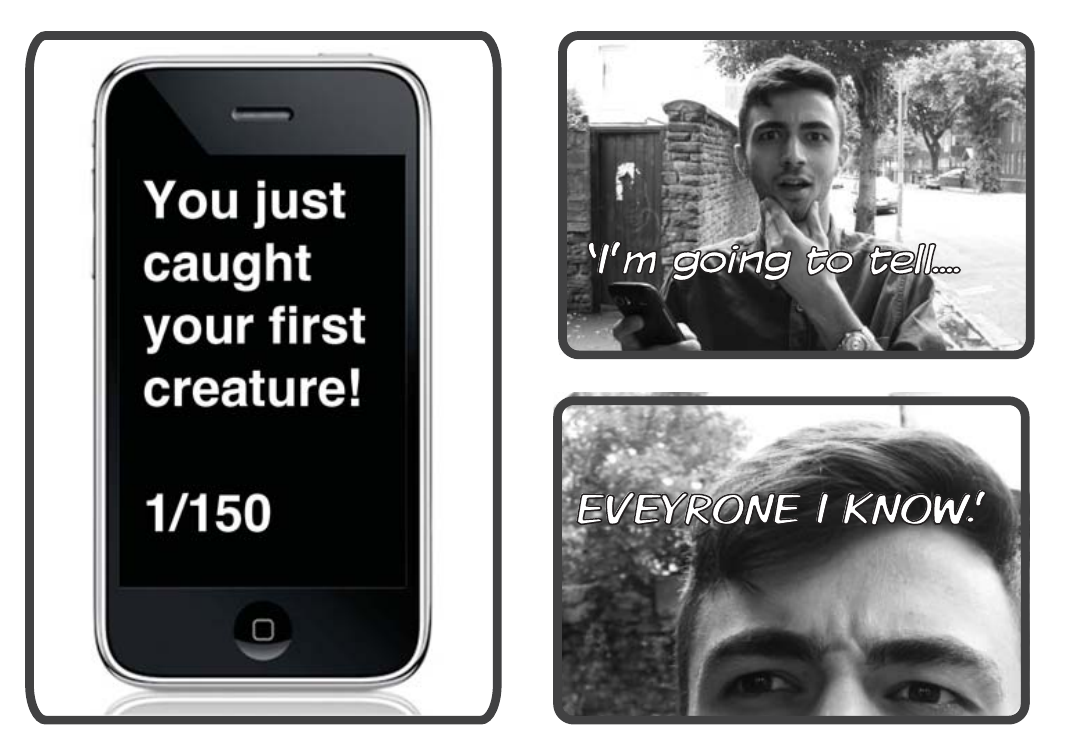 You just
caught
your first
creature!
1/150
'I'm going to tell....
EVEYRONE I KNOW.'